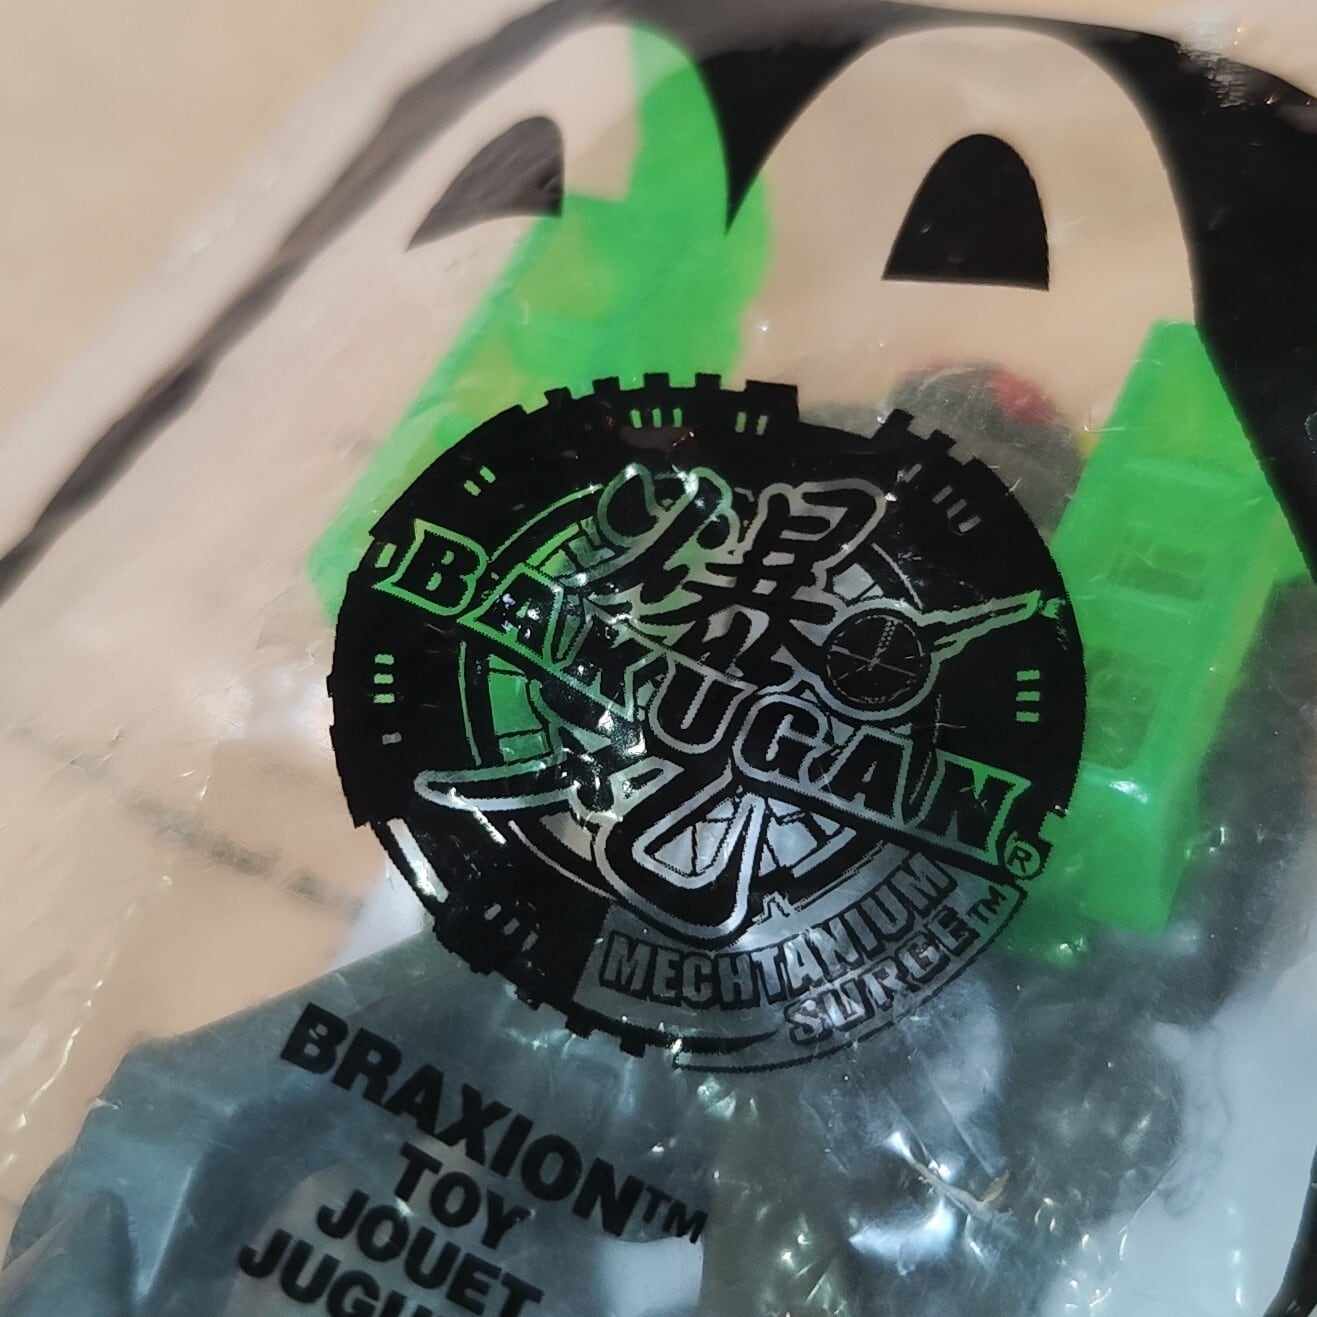 爆
BAKUGAN®
MECHTANIUM
SURGE™
BRAXION™
TOY
JOUET